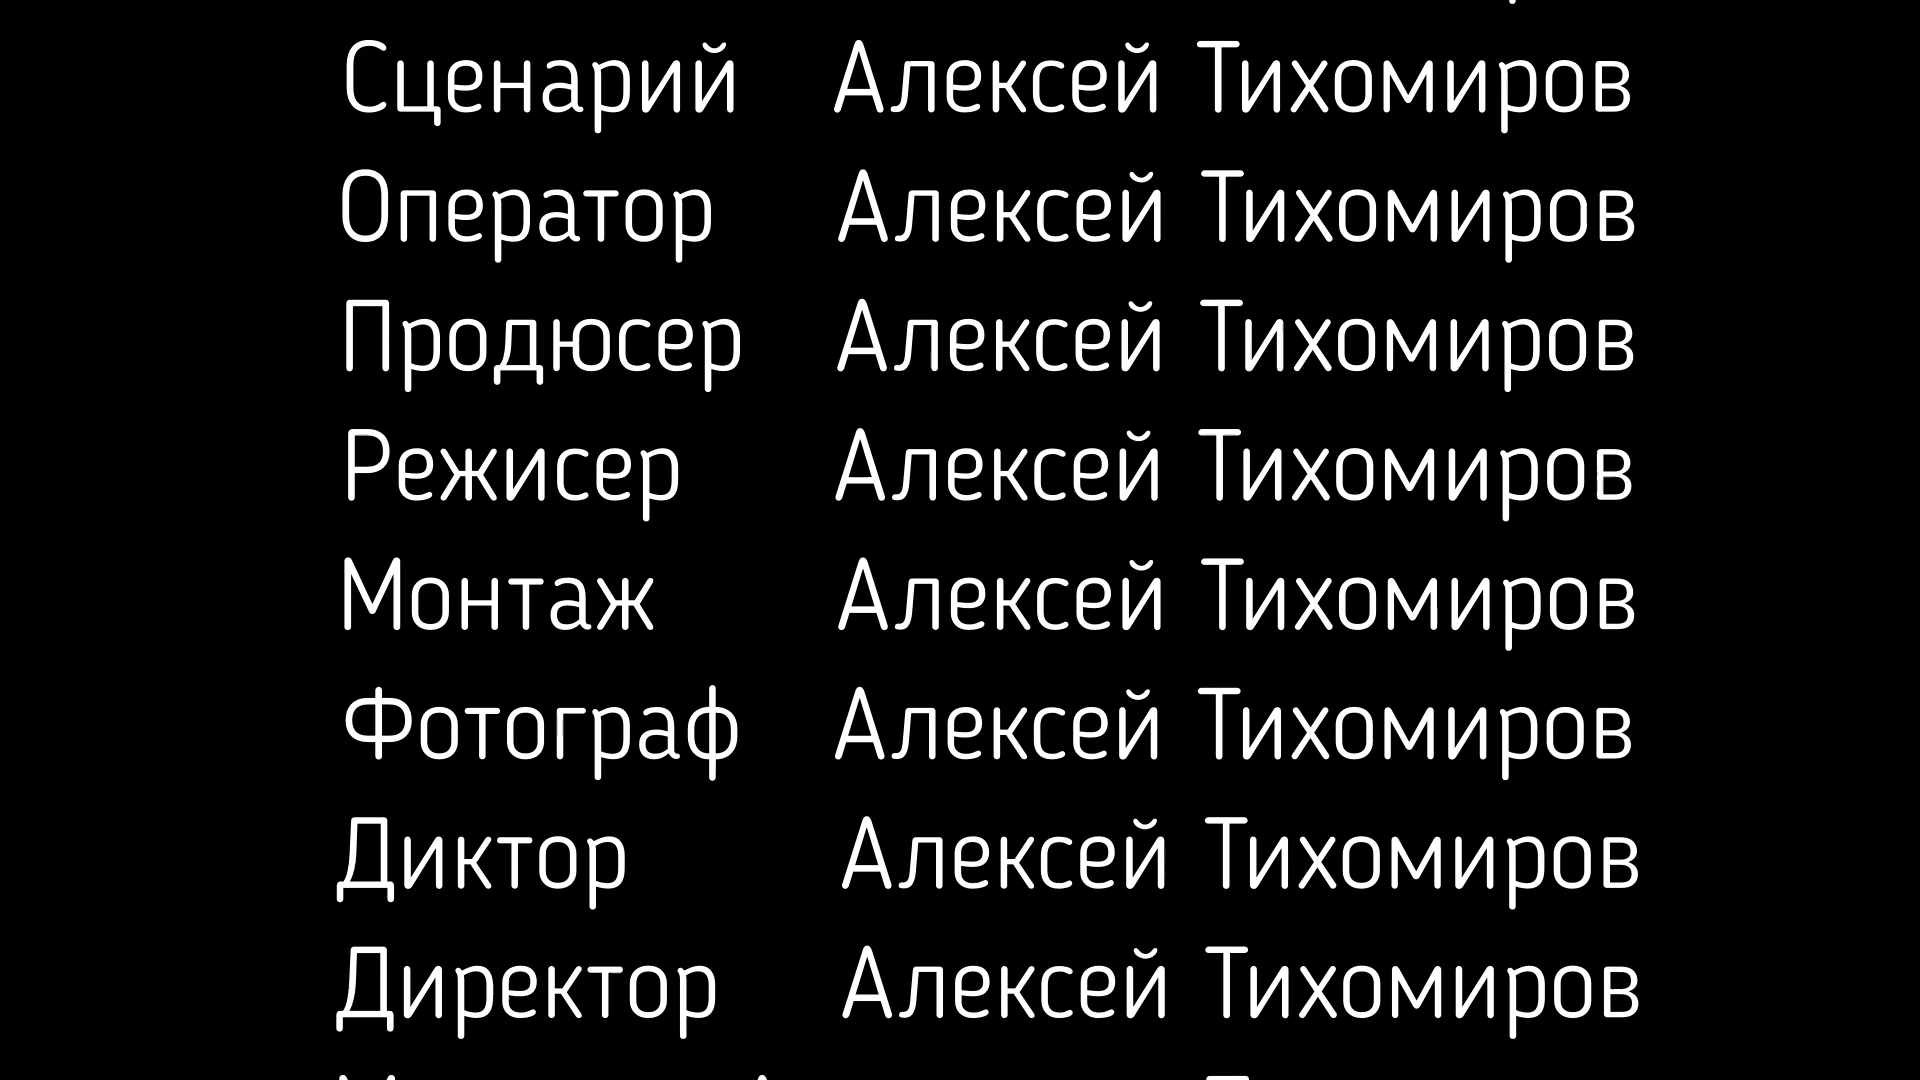 Сценарий Алексей Тихомиров
Оператор Алексей Тихомиров
Продюсер Алексей Тихомиров
Режисер Алексей Тихомиров
Монтаж Алексей Тихомиров
Фотограф Алексей Тихомиров
Диктор Алексей Тихомиров
Директор Алексей Тихомиров